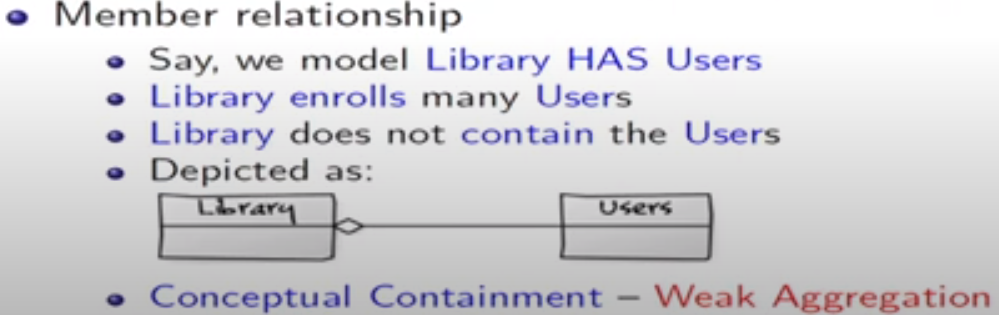 Member relationship
Say, we model Library HAS Users
Library enrolls many Users
Library does not contain the Users
Depicted as:
Library
Users
Conceptual Containment – Weak Aggregation